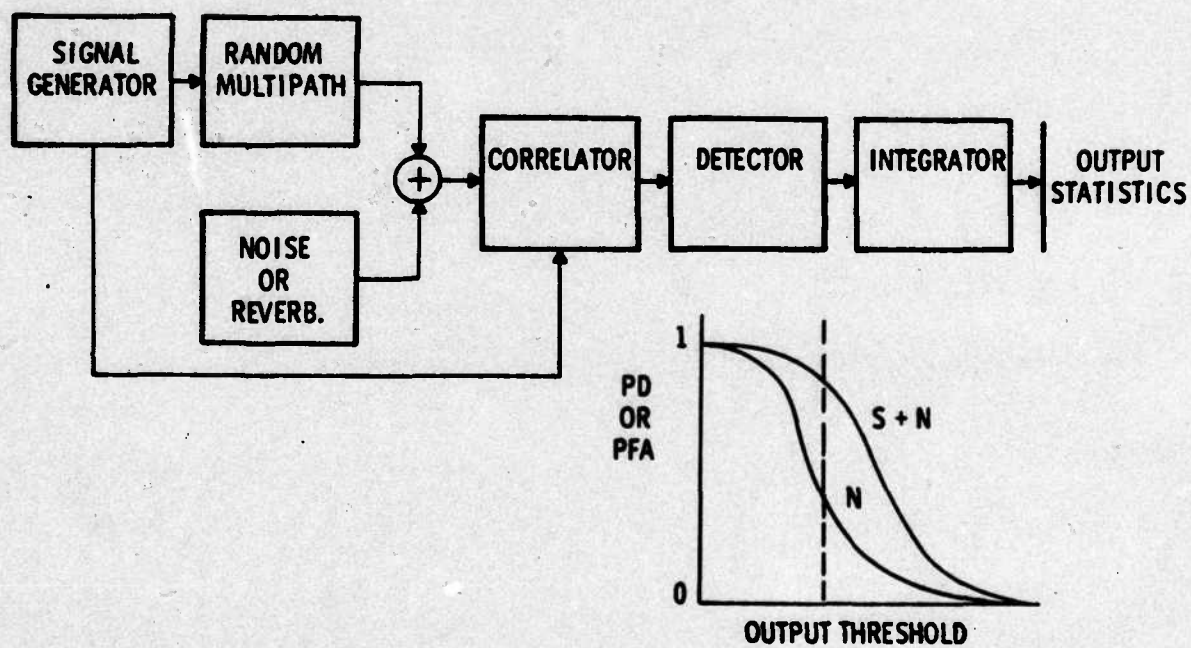 SIGNAL
GENERATOR
RANDOM
MULTIPATH
NOISE
OR
REVERB.
+
CORRELATOR
DETECTOR
INTEGRATOR
OUTPUT
STATISTICS
1
PD
OR
PFA
0
S + N
N
OUTPUT THRESHOLD